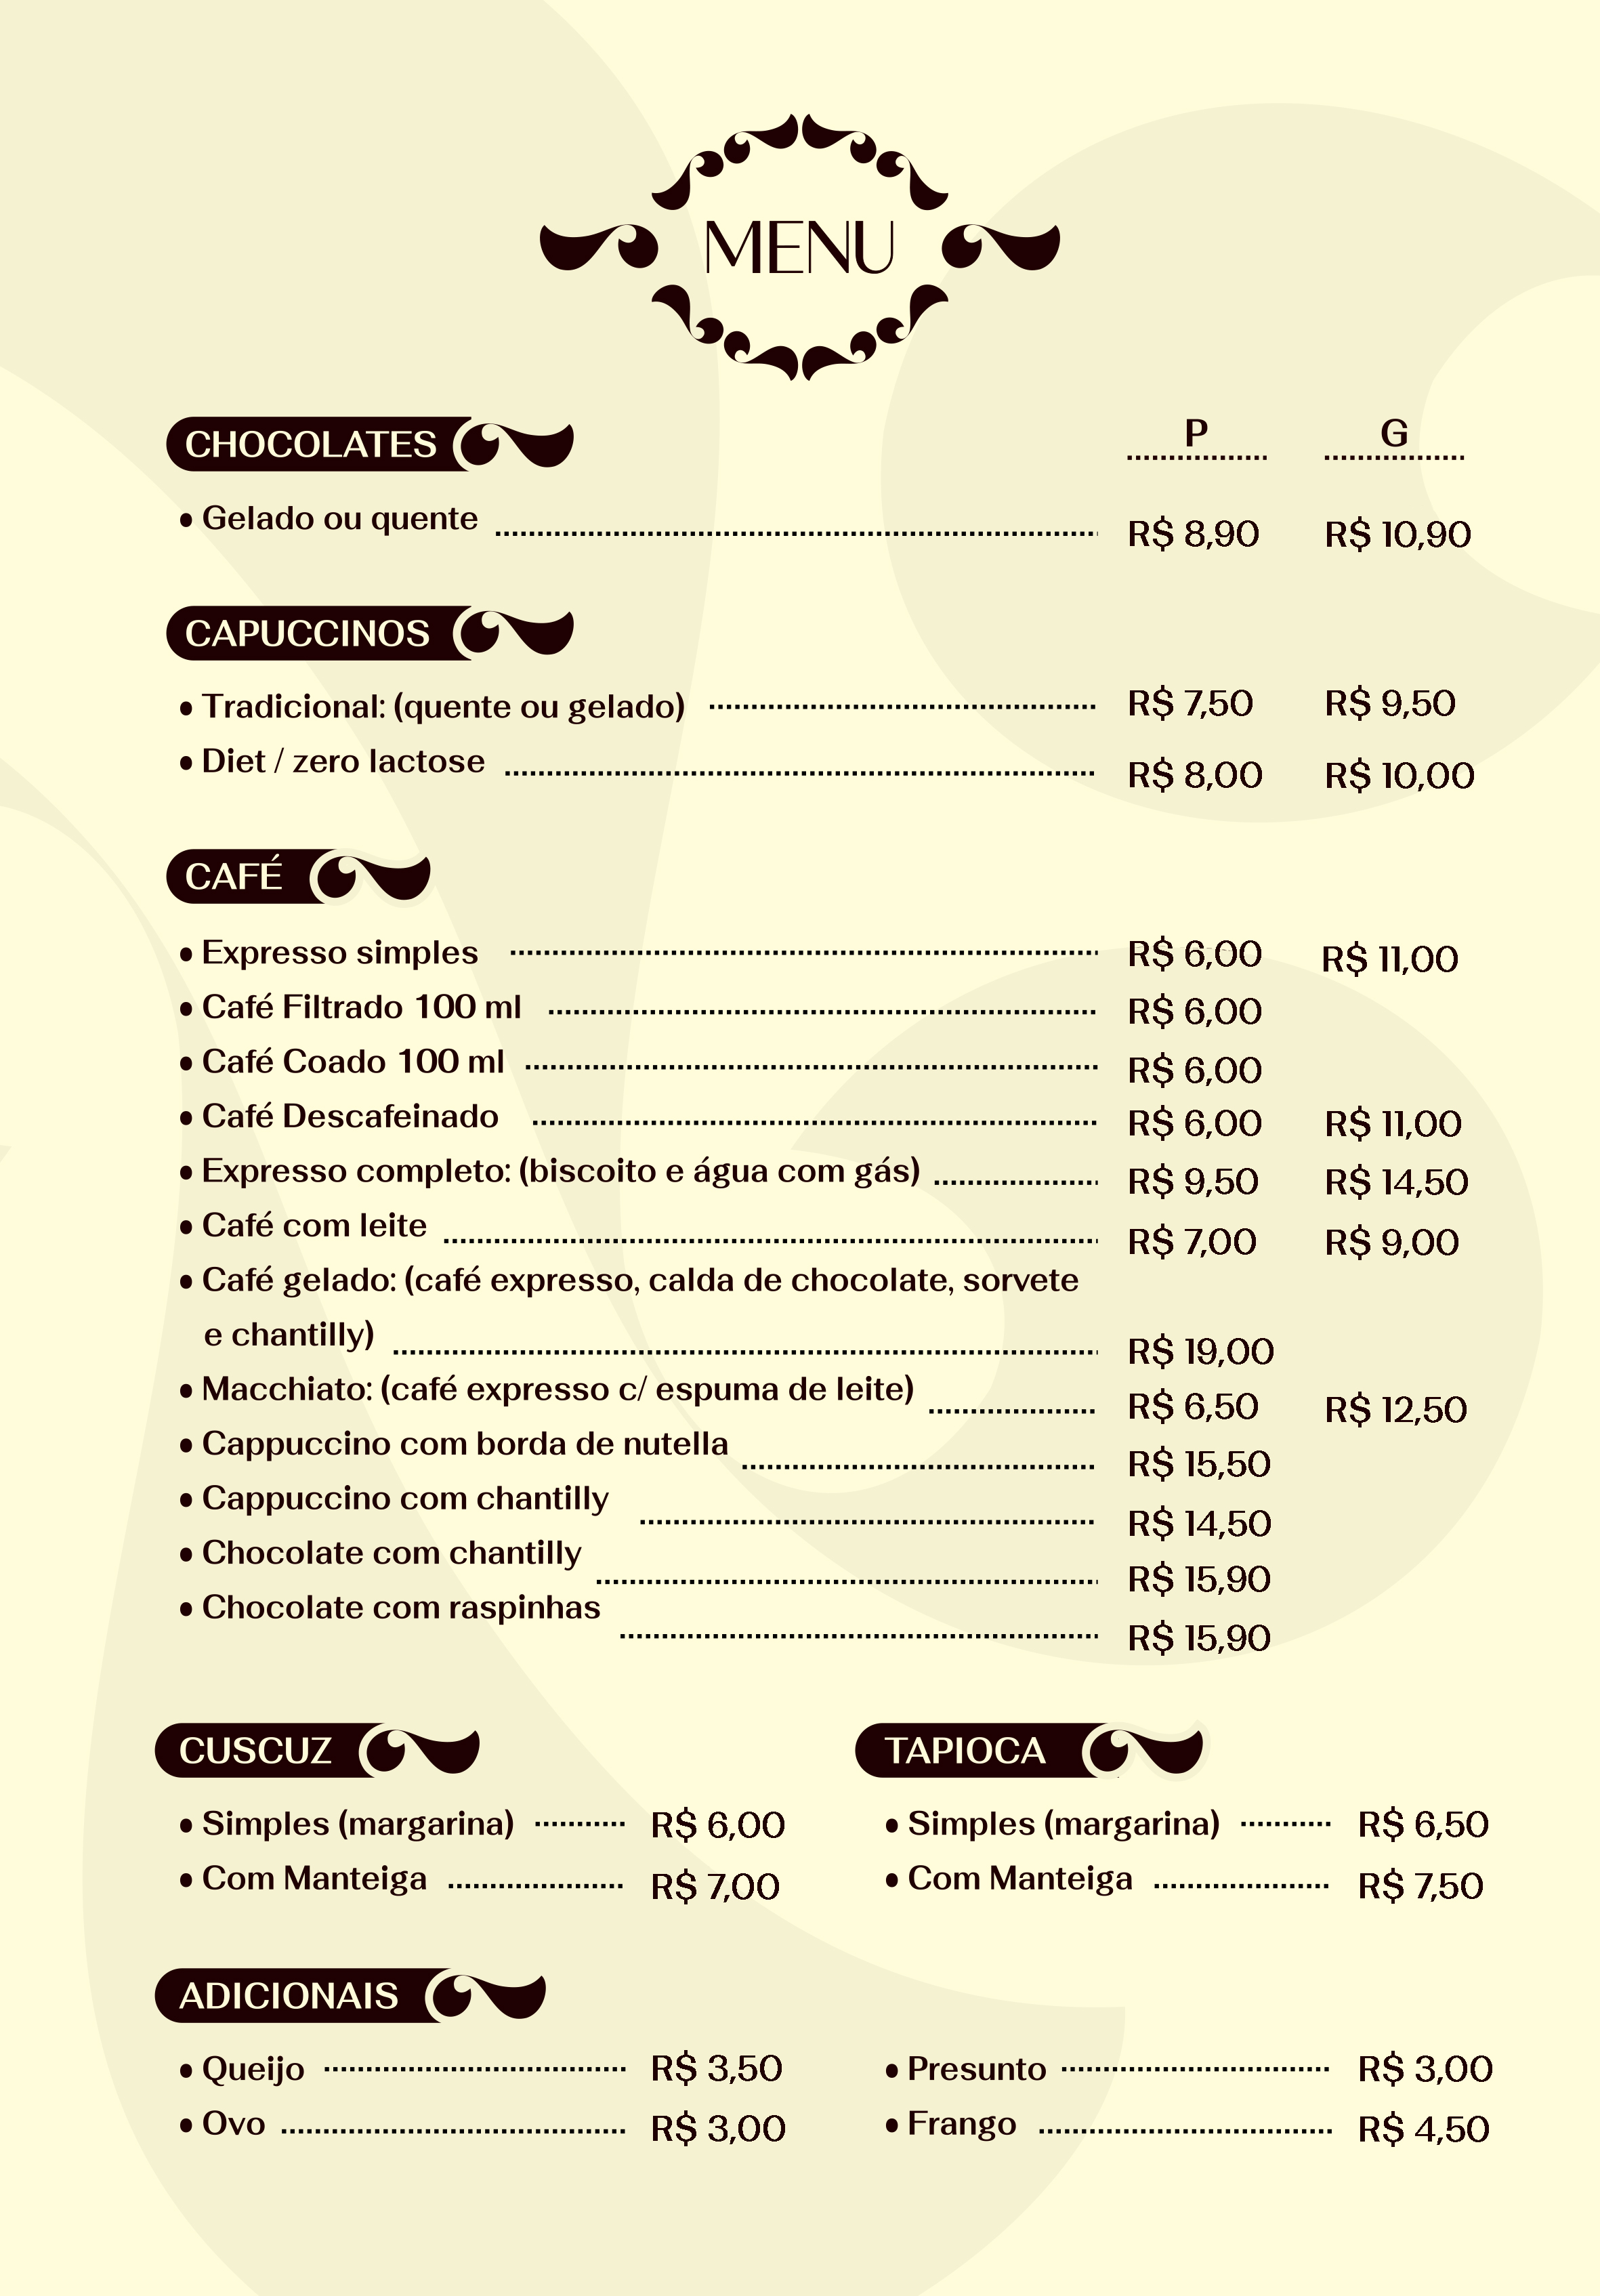 MENU
P G
CHOCOLATES
• Gelado ou quente R$ 8,90 R$ 10,90
CAPUCCINOS
• Tradicional: (quente ou gelado) R$ 7,50 R$ 9,50
• Diet / zero lactose R$ 8,00 R$ 10,00
CAFÉ
• Expresso simples R$ 6,00 R$ 11,00
• Café Filtrado 100 ml R$ 6,00
• Café Coado 100 ml R$ 6,00
• Café Descafeinado R$ 6,00 R$ 11,00
• Expresso completo: (biscoito e água com gás) R$ 9,50 R$ 14,50
• Café com leite R$ 7,00 R$ 9,00
• Café gelado: (café expresso, calda de chocolate, sorvete
e chantilly) R$ 19,00
• Macchiato: (café expresso c/ espuma de leite) R$ 6,50 R$ 12,50
• Cappuccino com borda de nutella R$ 15,50
• Cappuccino com chantilly R$ 14,50
• Chocolate com chantilly R$ 15,90
• Chocolate com raspinhas R$ 15,90
CUSCUZ
• Simples (margarina) R$ 6,00
• Com Manteiga R$ 7,00
TAPIOCA
• Simples (margarina) R$ 6,50
• Com Manteiga R$ 7,50
ADICIONAIS
• Queijo R$ 3,50
• Ovo R$ 3,00
• Presunto R$ 3,00
• Frango R$ 4,50